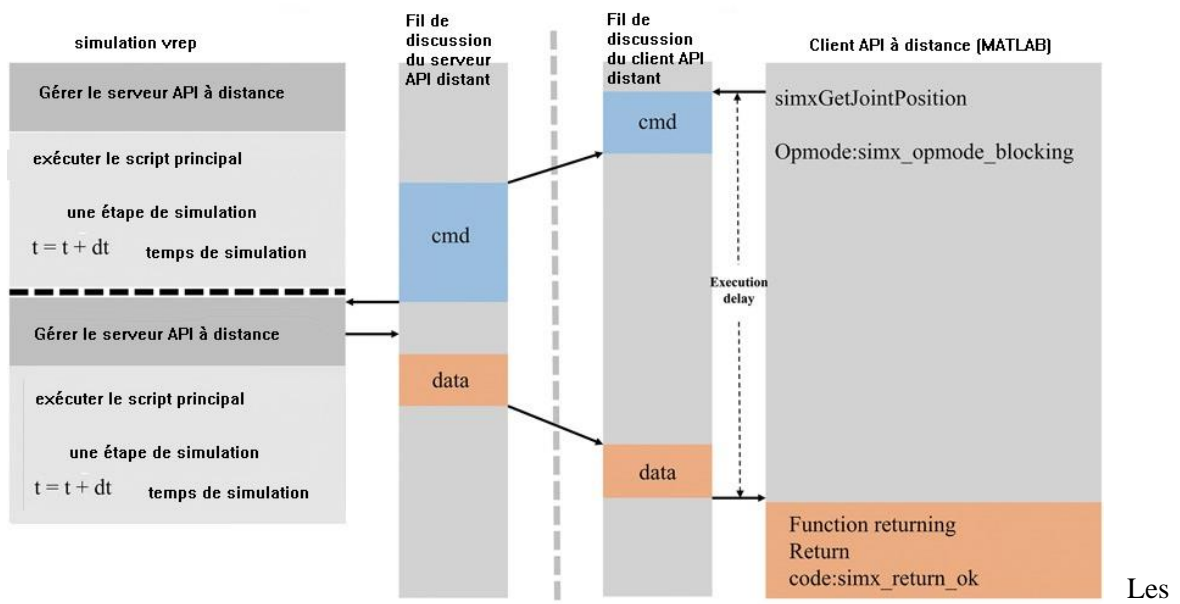 simulation vrep
Gérer le serveur API à distance
exécuter le script principal
une étape de simulation
t = t + dt temps de simulation
Gérer le serveur API à distance
exécuter le script principal
une étape de simulation
t = t + dt temps de simulation
Fil de
discussion
du serveur
API distant
cmd
data
Fil de
discussion
du client API
distant
cmd
data
Execution
delay
Client API à distance (MATLAB)
simxGetJointPosition
Opmode:simx_opmode_blocking
Function returning
Return
code:simx_return_ok
Les